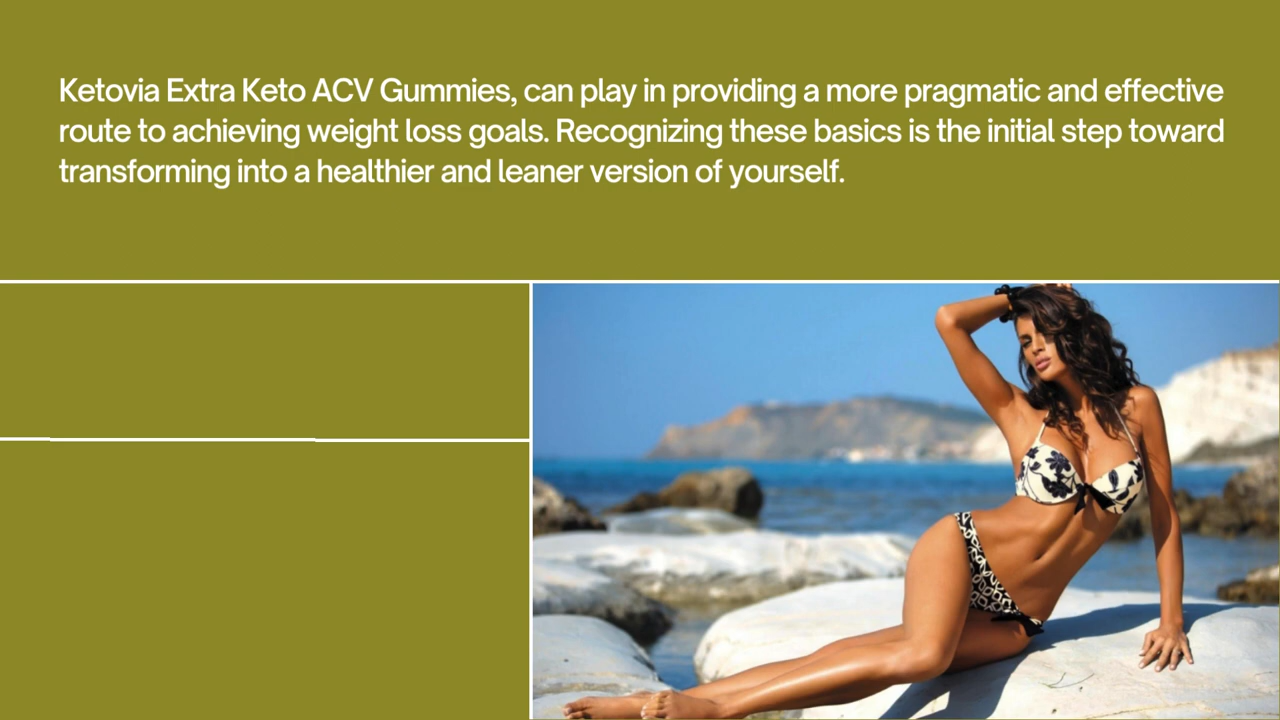 Ketovia Extra Keto ACV Gummies, can play in providing a more pragmatic and effective
route to achieving weight loss goals. Recognizing these basics is the initial step toward
transforming into a healthier and leaner version of yourself.